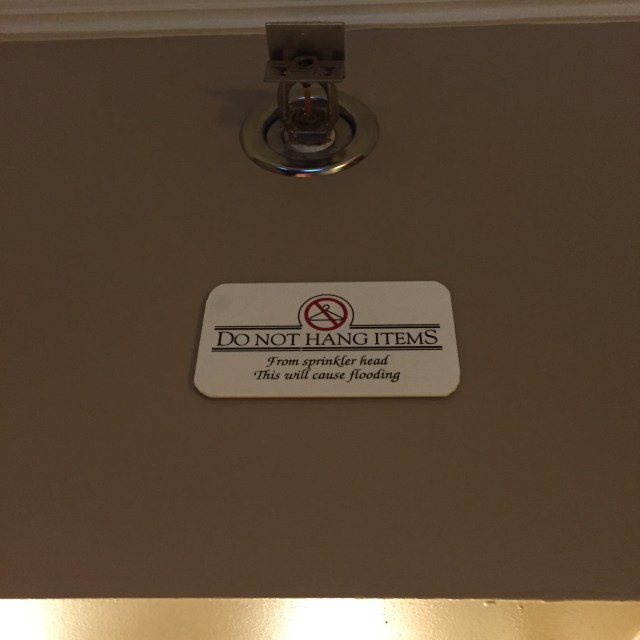 DO NOT HANG ITEMS
From sprinkler head
This will cause flooding